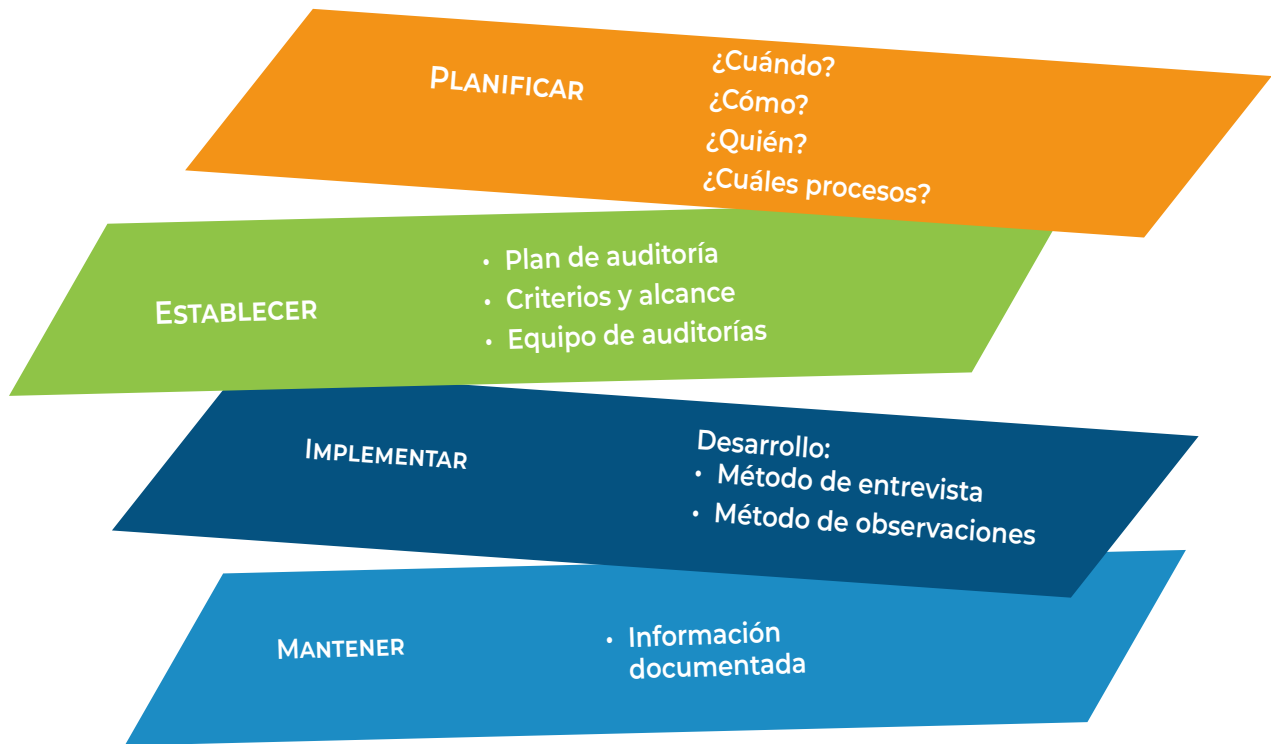 PLANIFICAR
¿Cuándo?
¿Cómo?
¿Quién?
¿Cuáles procesos?
ESTABLECER
• Plan de auditoría
• Criterios y alcance
• Equipo de auditorías
IMPLEMENTAR
Desarrollo:
• Método de entrevista
• Método de observaciones
MANTENER
• Información
documentada